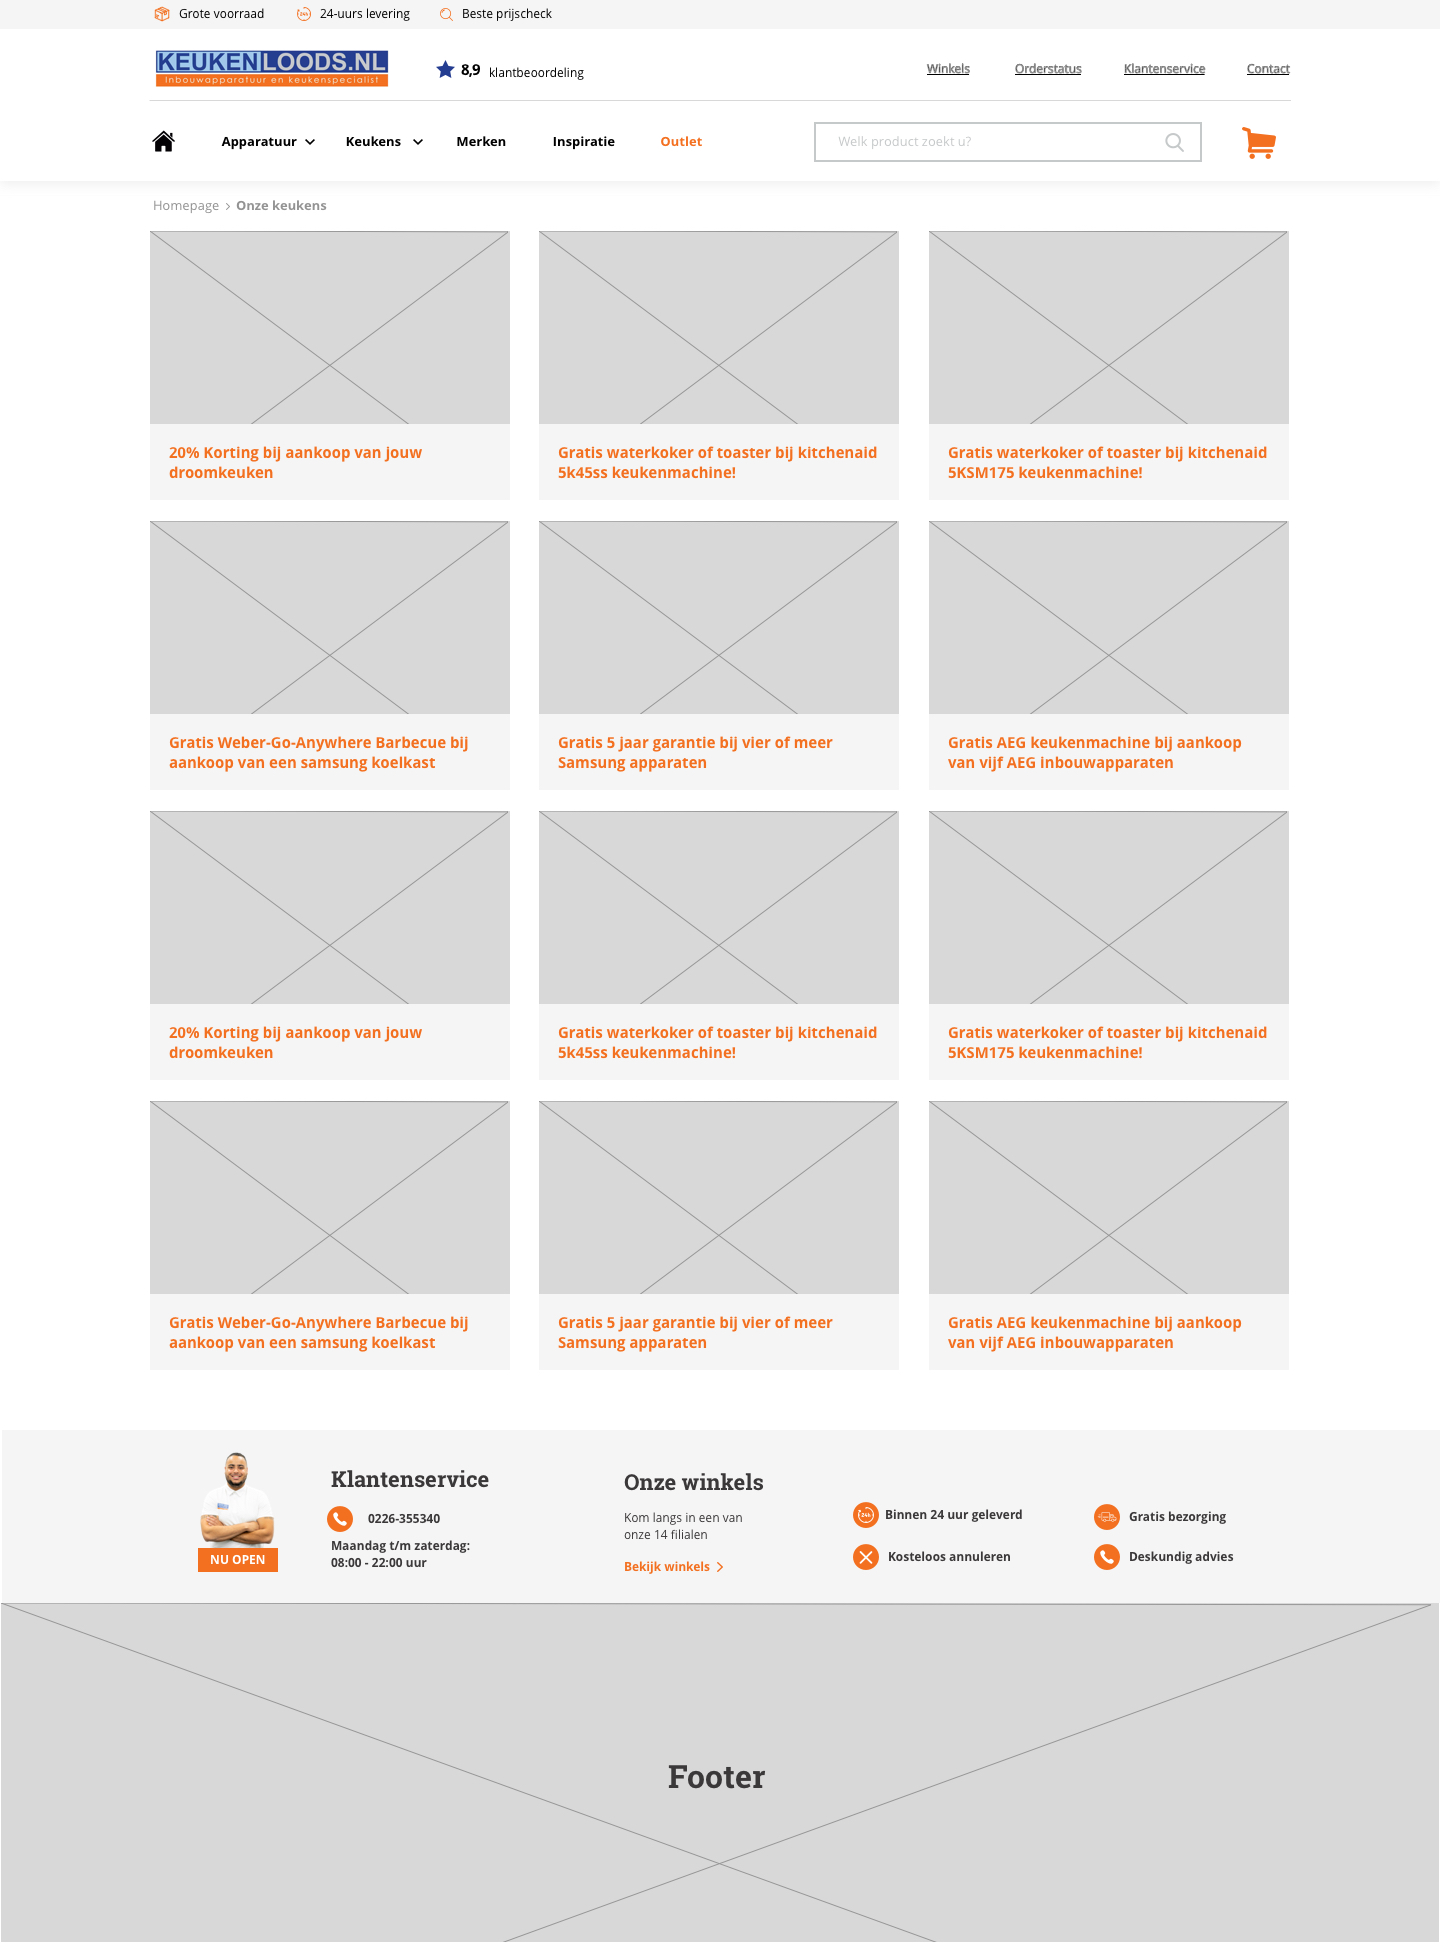 Grote voorraad
24-uurs levering
Beste prijscheck
KEUKENLOODS.NL
Inbouwapparatuur en keukenspecialist
8,9 klantbeoordeling
Winkels
Orderstatus
Klantenservice
Contact
Apparatuur
Keukens
Merken
Inspiratie
Outlet
Welk product zoekt u?
Homepage > Onze keukens
20% Korting bij aankoop van jouw
droomkeuken
Gratis waterkoker of toaster bij kitchenaid
5k45ss keukenmachine!
Gratis waterkoker of toaster bij kitchenaid
5KSM175 keukenmachine!
Gratis Weber-Go-Anywhere Barbecue bij
aankoop van een samsung koelkast
Gratis 5 jaar garantie bij vier of meer
Samsung apparaten
Gratis AEG keukenmachine bij aankoop
van vijf AEG inbouwapparaten
20% Korting bij aankoop van jouw
droomkeuken
Gratis waterkoker of toaster bij kitchenaid
5k45ss keukenmachine!
Gratis waterkoker of toaster bij kitchenaid
5KSM175 keukenmachine!
Gratis Weber-Go-Anywhere Barbecue bij
aankoop van een samsung koelkast
Gratis 5 jaar garantie bij vier of meer
Samsung apparaten
Gratis AEG keukenmachine bij aankoop
van vijf AEG inbouwapparaten
NU OPEN
Klantenservice
0226-355340
Maandag t/m zaterdag:
08:00 - 22:00 uur
Onze winkels
Kom langs in een van
onze 14 filialen
Bekijk winkels >
24h
Binnen 24 uur geleverd
Kosteloos annuleren
Gratis bezorging
Deskundig advies
Footer